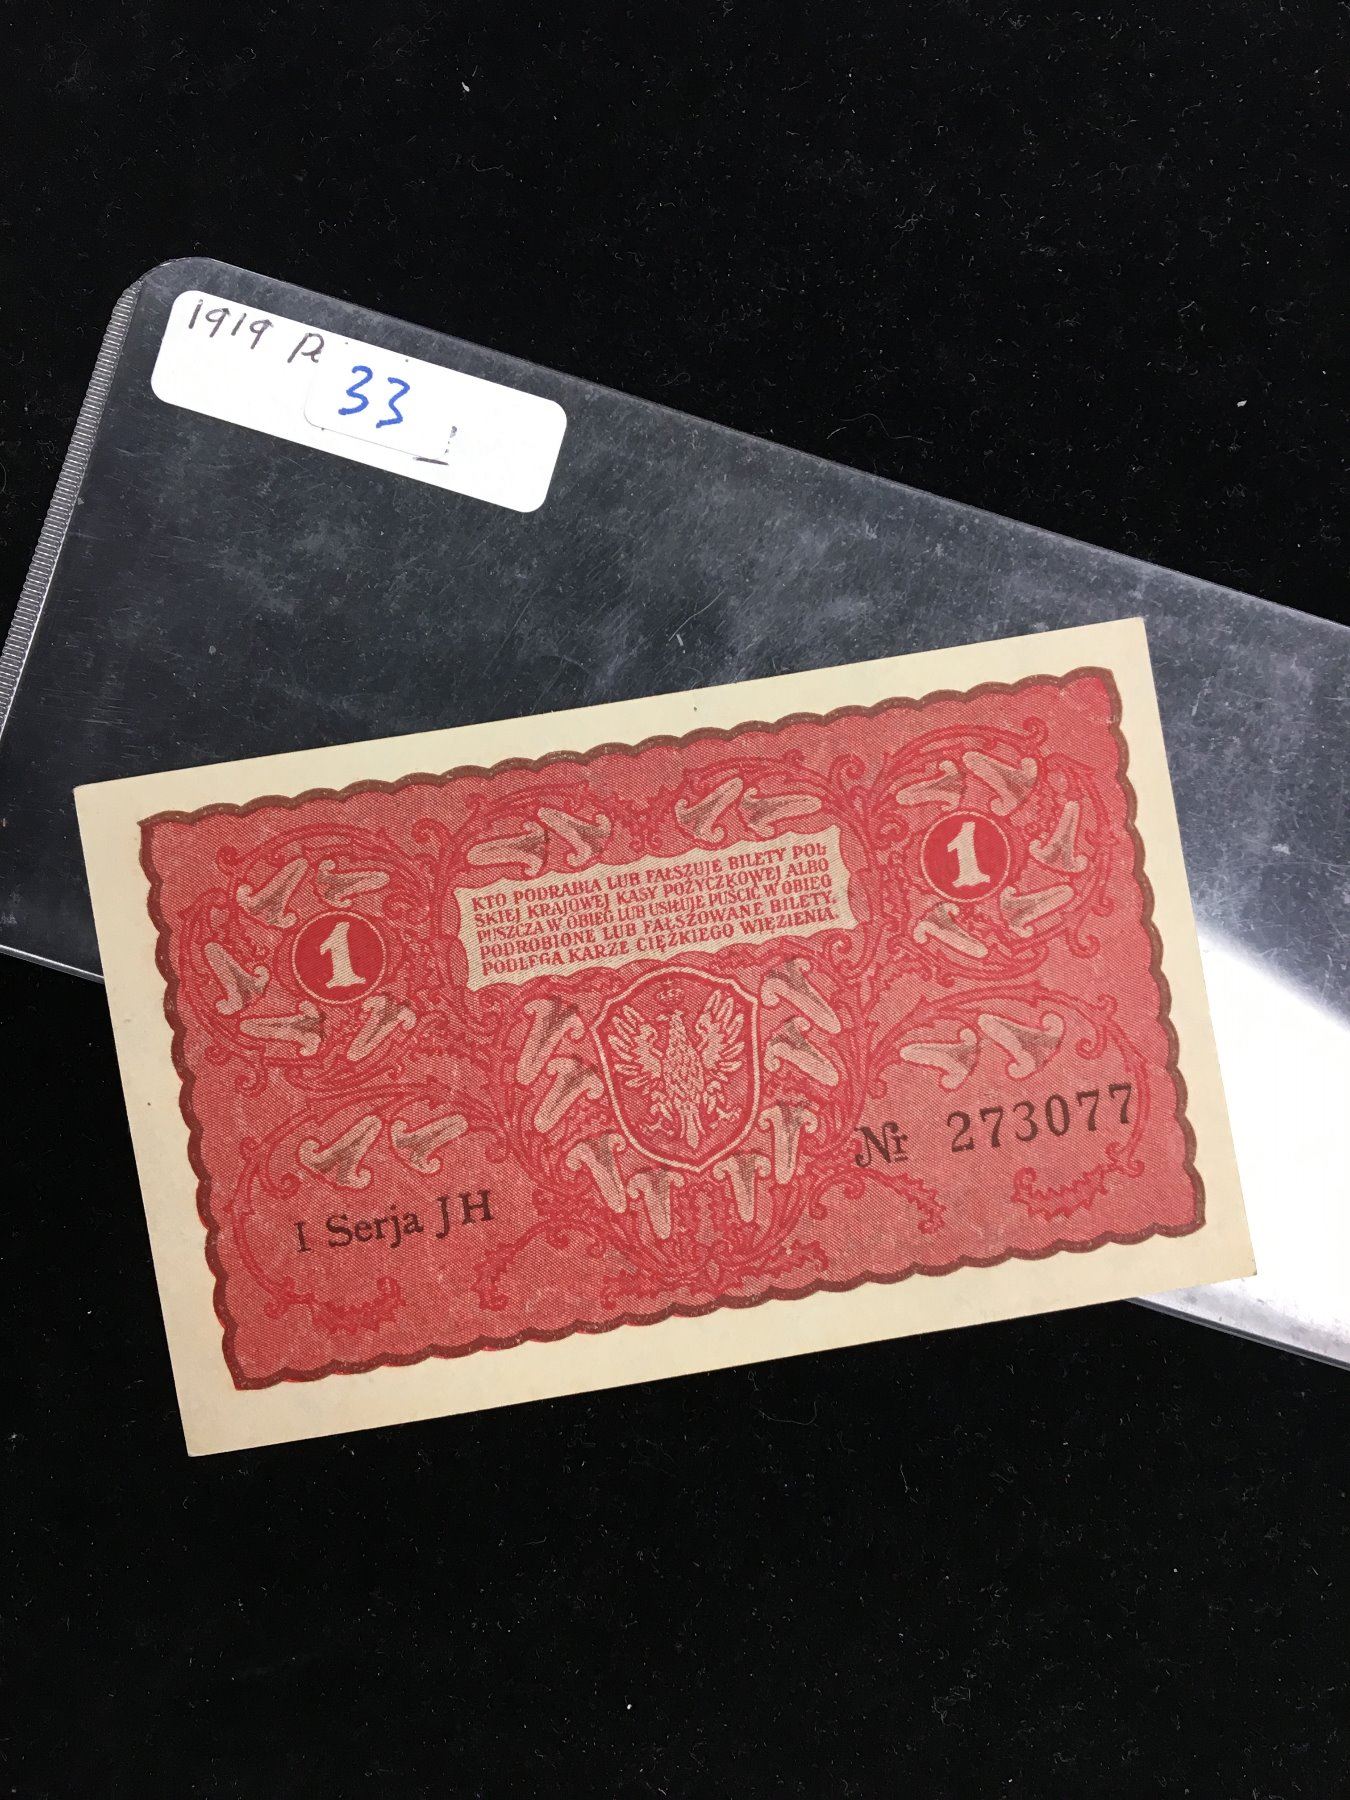 1919 P
33
KTO PODRABIA LUB FAŁSZUJE BILETY POL
SKIEJ KRAJOWEJ KASY POŻYCZKOWEJ ALBO
PUSZCZA W OBIEG LUB USIŁUJE PUŚCIĆ W OBIEG
PODROBIONE LUB FAŁSZOWANE BILETY,
PODLEGA KARZE CIĘŻKIEGO WIĘZIENIA.
1
1
I Serja JH
Nr 273077